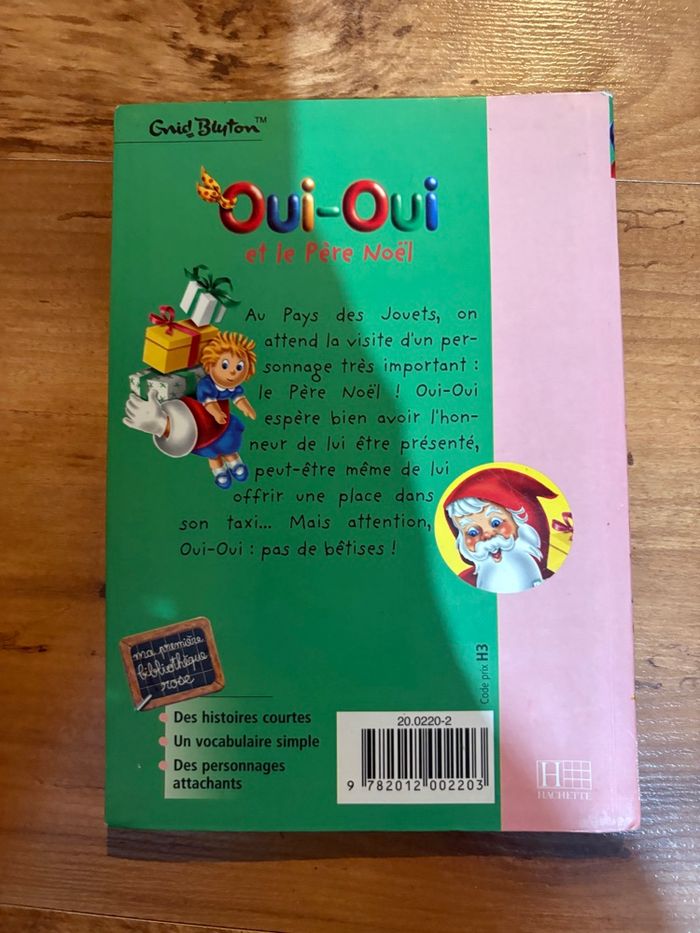 Enid Blyton™
Oui-Oui
et le Père Noël
Au Pays des Jouets, on
attend la visite d'un per-
sonnage très important :
le Père Noël ! Oui-Oui
espère bien avoir l'hon-
neur de lui être présenté,
peut-être même de lui
offrir une place dans
son taxi... Mais attention,
Oui-Oui : pas de bêtises !
ma première
bibliothèque
rose
Des histoires courtes
Un vocabulaire simple
Des personnages
attachants
Code prix H3
20.0220-2
9 782012 002203
H
HACHETTE